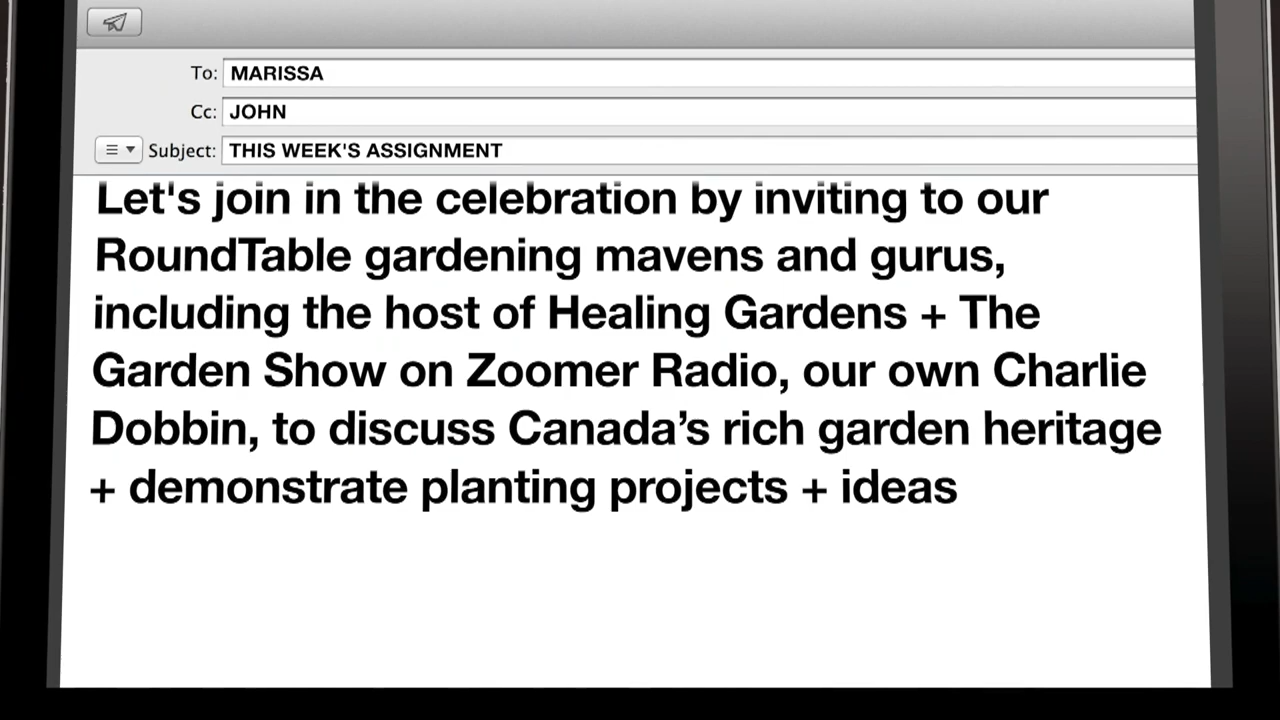 To: MARISSA
Cc: JOHN
Subject: THIS WEEK'S ASSIGNMENT
Let's join in the celebration by inviting to our
RoundTable gardening mavens and gurus,
including the host of Healing Gardens + The
Garden Show on Zoomer Radio, our own Charlie
Dobbin, to discuss Canada’s rich garden heritage
+ demonstrate planting projects + ideas